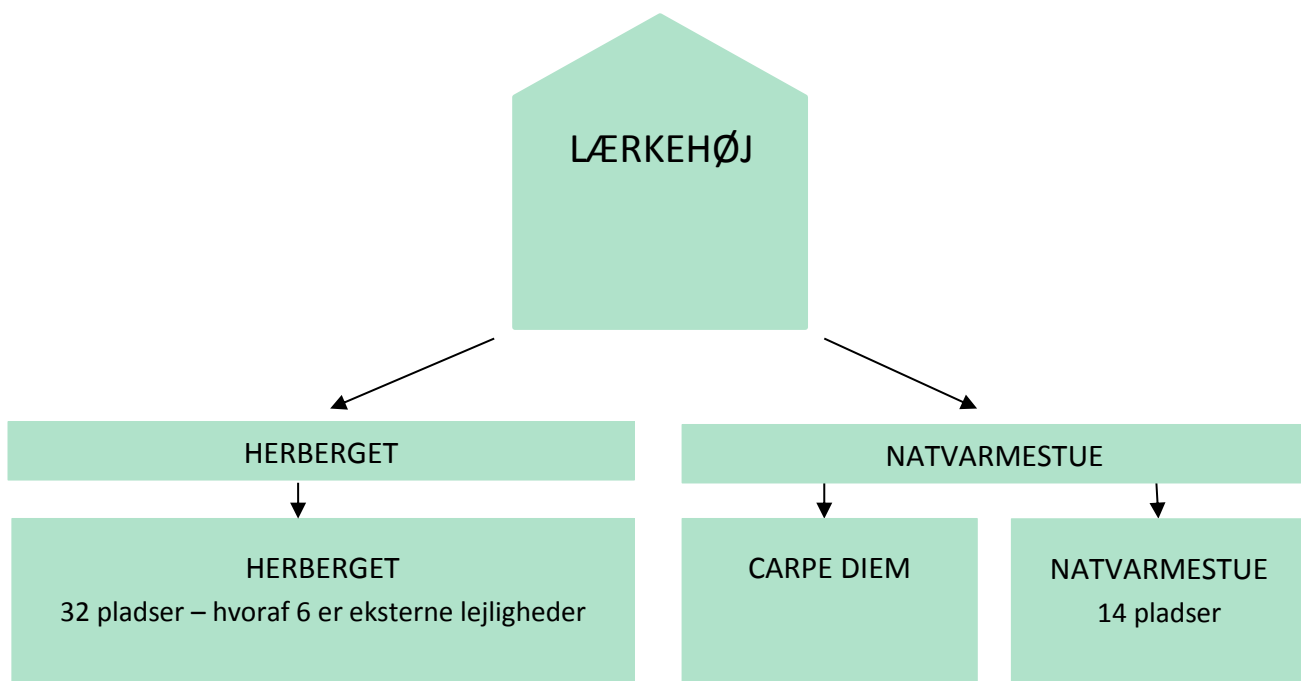 LÆRKEHØJ
HERBERGET
NATVARMESTUE
HERBERGET
32 pladser – hvoraf 6 er eksterne lejligheder
CARPE DIEM
NATVARMESTUE
14 pladser